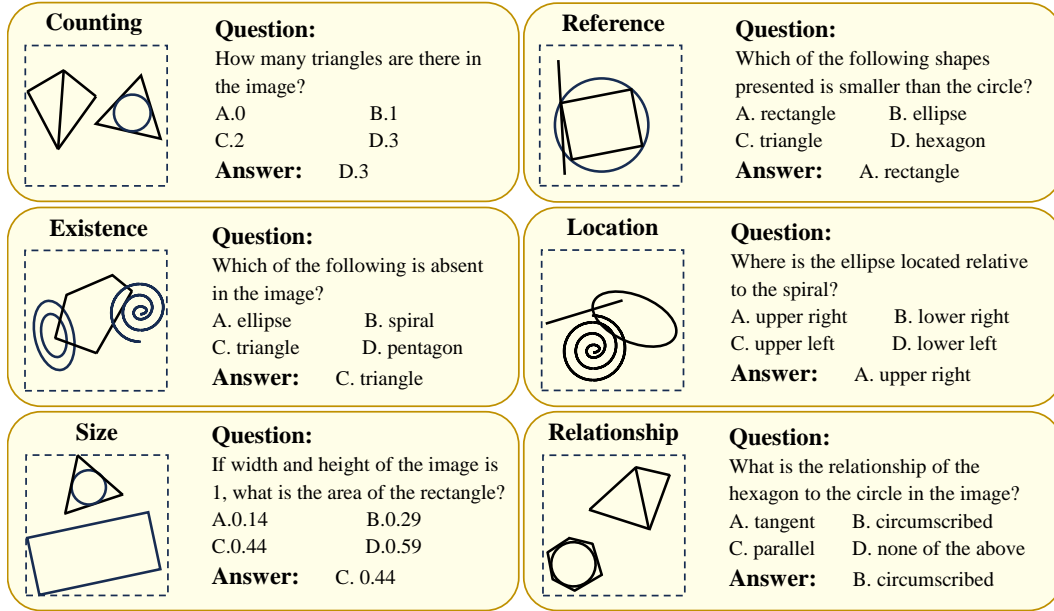 Counting
Question:
How many triangles are there in
the image?
A.0 B.1
C.2 D.3
Answer: D.3
Reference
Question:
Which of the following shapes
presented is smaller than the circle?
A. rectangle B. ellipse
C. triangle D. hexagon
Answer: A. rectangle
Existence
Question:
Which of the following is absent
in the image?
A. ellipse B. spiral
C. triangle D. pentagon
Answer: C. triangle
Location
Question:
Where is the ellipse located relative
to the spiral?
A. upper right B. lower right
C. upper left D. lower left
Answer: A. upper right
Size
Question:
If width and height of the image is
1, what is the area of the rectangle?
A.0.14 B.0.29
C.0.44 D.0.59
Answer: C. 0.44
Relationship
Question:
What is the relationship of the
hexagon to the circle in the image?
A. tangent B. circumscribed
C. parallel D. none of the above
Answer: B. circumscribed